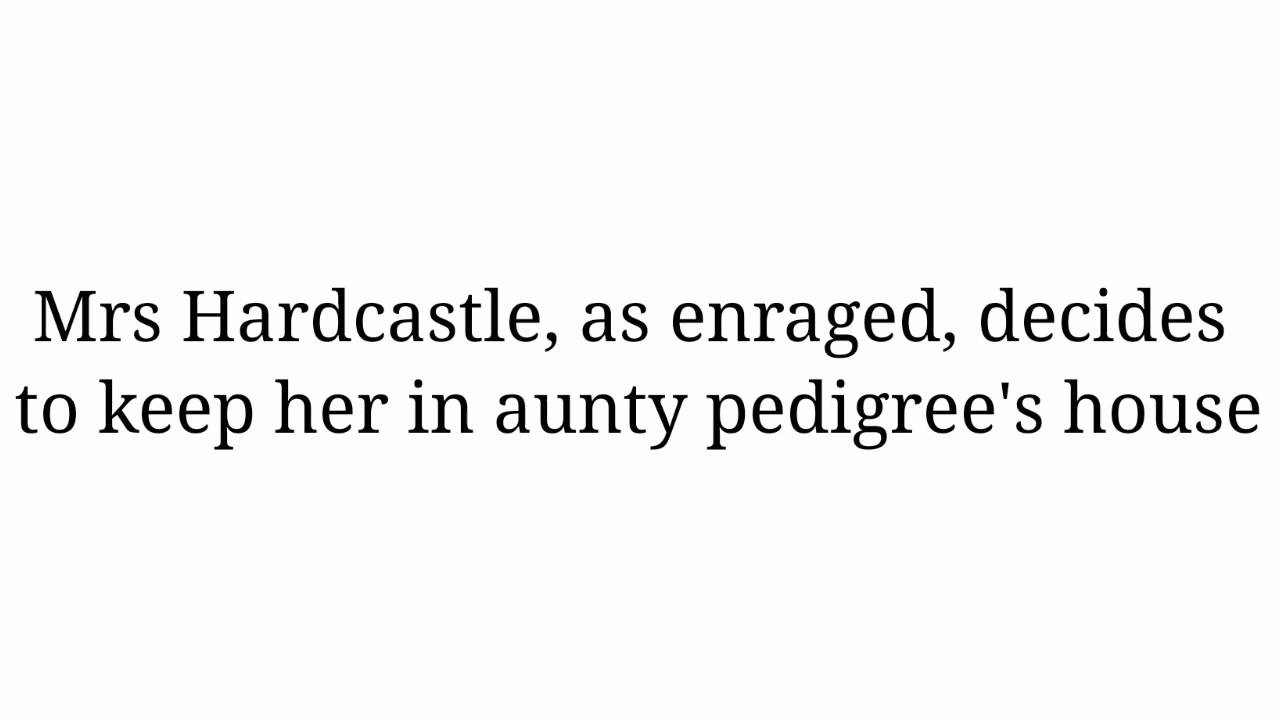 Mrs Hardcastle, as enraged, decides
to keep her in aunty pedigree's house